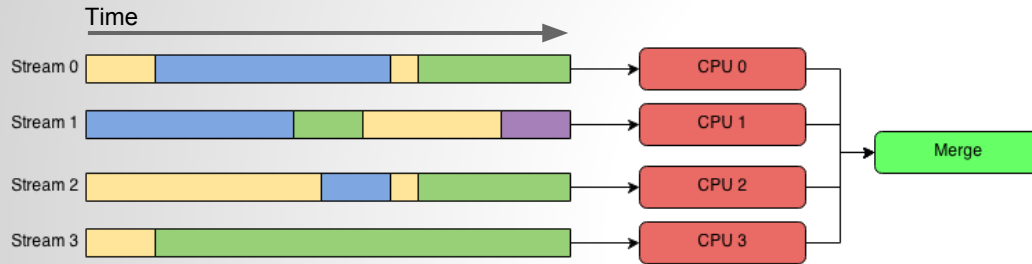 Time
Stream 0
CPU 0
Stream 1
CPU 1
Merge
Stream 2
CPU 2
Stream 3
CPU 3